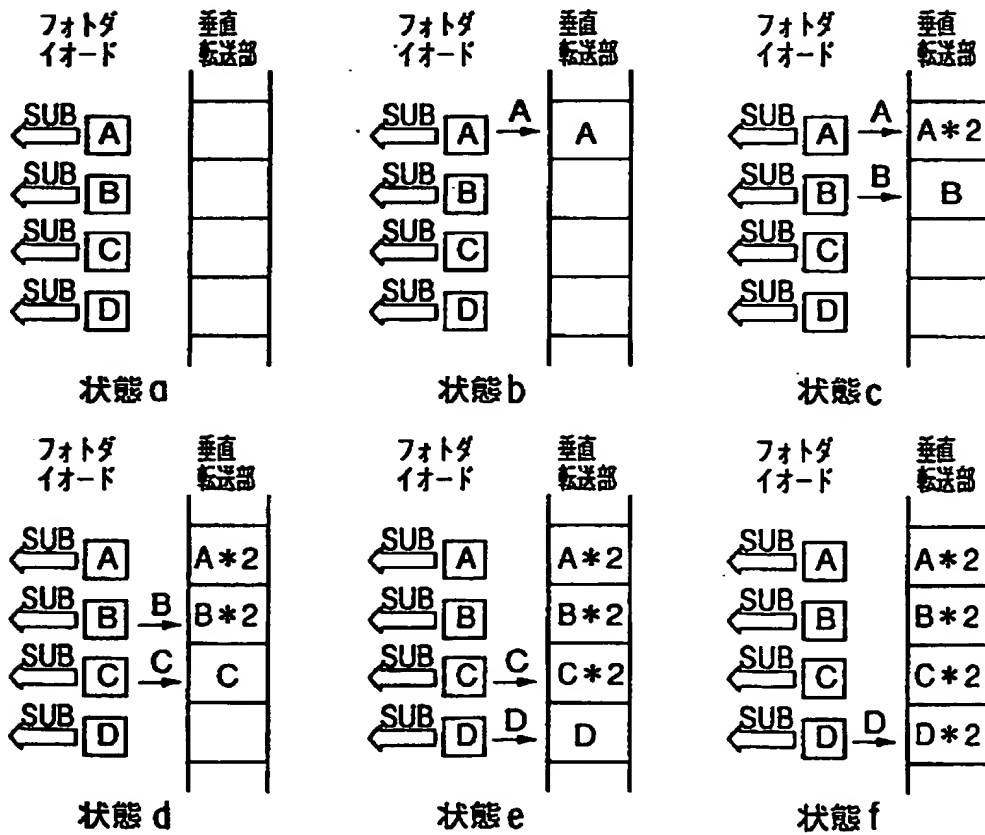 フォトダ
イオード
垂直
転送部
SUB A
SUB B
SUB C
SUB D
状態a
フォトダ
イオード
垂直
転送部
SUB A A A
SUB B
SUB C
SUB D
状態b
フォトダ
イオード
垂直
転送部
SUB A A A*2
SUB B B B
SUB C
SUB D
状態c
フォトダ
イオード
垂直
転送部
SUB A A*2
SUB B B B*2
SUB C C C
SUB D
状態d
フォトダ
イオード
垂直
転送部
SUB A A*2
SUB B B*2
SUB C C C*2
SUB D D D
状態e
フォトダ
イオード
垂直
転送部
SUB A A*2
SUB B B*2
SUB C C*2
SUB D D D*2
状態f